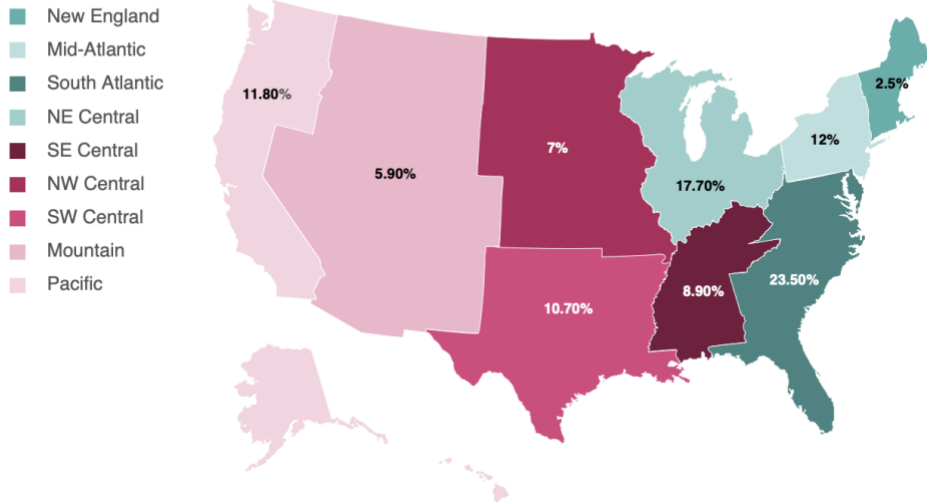 New England
Mid-Atlantic
South Atlantic
NE Central
SE Central
NW Central
SW Central
Mountain
Pacific
11.80%
5.90%
7%
17.70%
12%
2.5%
10.70%
8.90%
23.50%